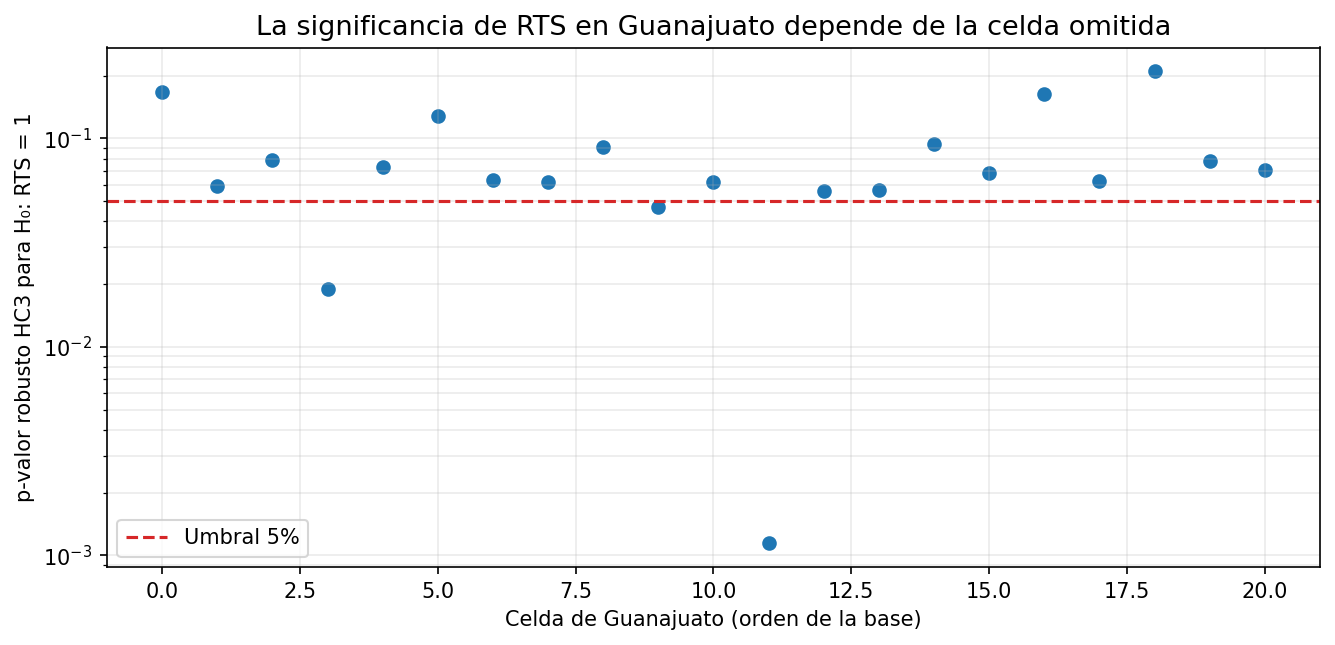 La significancia de RTS en Guanajuato depende de la celda omitida
p-valor robusto HC3 para H₀: RTS = 1
10⁻¹
10⁻²
10⁻³
Umbral 5%
0.0 2.5 5.0 7.5 10.0 12.5 15.0 17.5 20.0
Celda de Guanajuato (orden de la base)